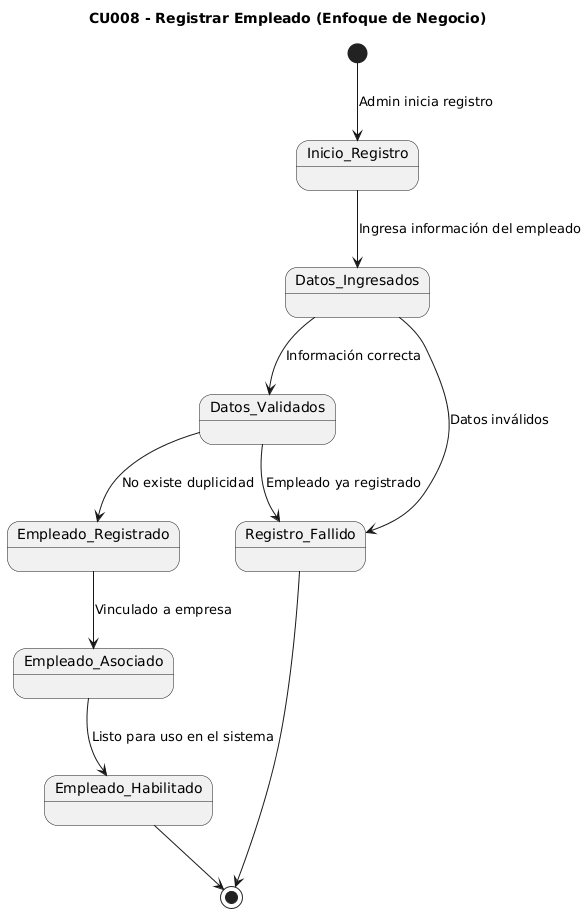 CU008 - Registrar Empleado (Enfoque de Negocio)
Admin inicia registro
Inicio_Registro
Ingresa información del empleado
Datos_Ingresados
Información correcta
Datos_Validados
Datos inválidos
No existe duplicidad
Empleado ya registrado
Empleado_Registrado
Registro_Fallido
Vinculado a empresa
Empleado_Asociado
Listo para uso en el sistema
Empleado_Habilitado